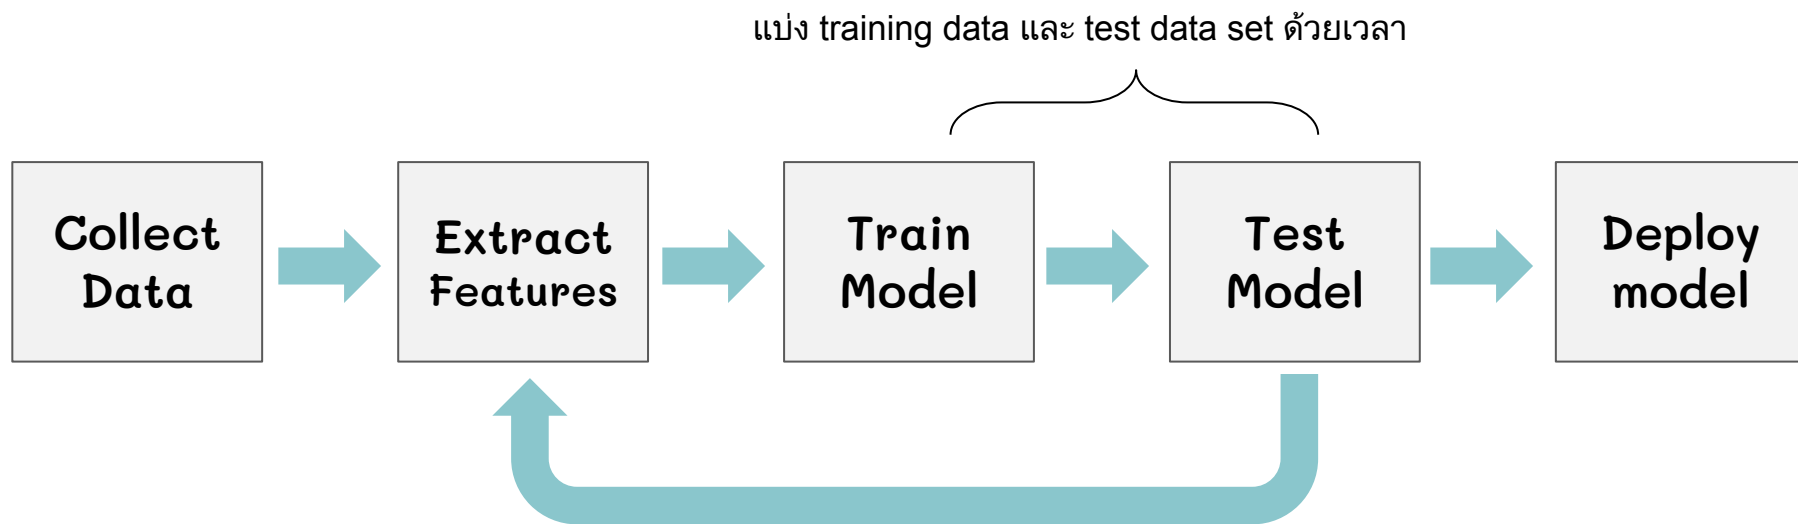 แบ่ง training data และ test data set ด้วยเวลา
Collect
Data
Extract
Features
Train
Model
Test
Model
Deploy
model